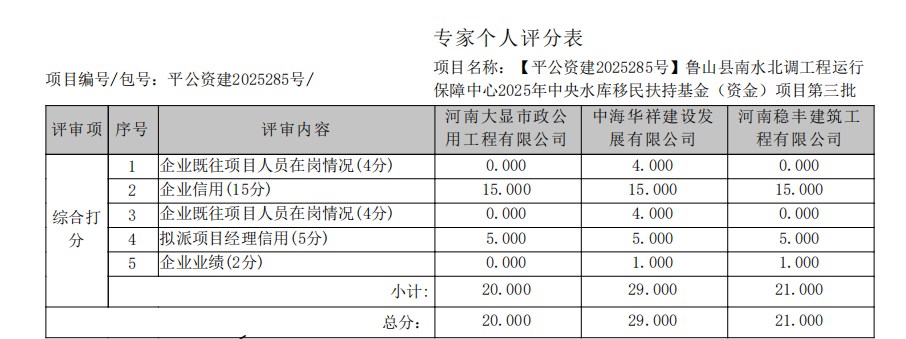 专家个人评分表
项目编号/包号：平公资建2025285号/
项目名称：【平公资建2025285号】鲁山县南水北调工程运行
保障中心2025年中央水库移民扶持基金（资金）项目第三批
评审项 序号 评审内容 河南大显市政公用工程有限公司 中海华祥建设发展有限公司 河南稳丰建筑工程有限公司
综合打分
1 企业既往项目人员在岗情况(4分) 0.000 4.000 0.000
2 企业信用(15分) 15.000 15.000 15.000
3 企业既往项目人员在岗情况(4分) 0.000 4.000 0.000
4 拟派项目经理信用(5分) 5.000 5.000 5.000
5 企业业绩(2分) 0.000 1.000 1.000
小计: 20.000 29.000 21.000
总分: 20.000 29.000 21.000